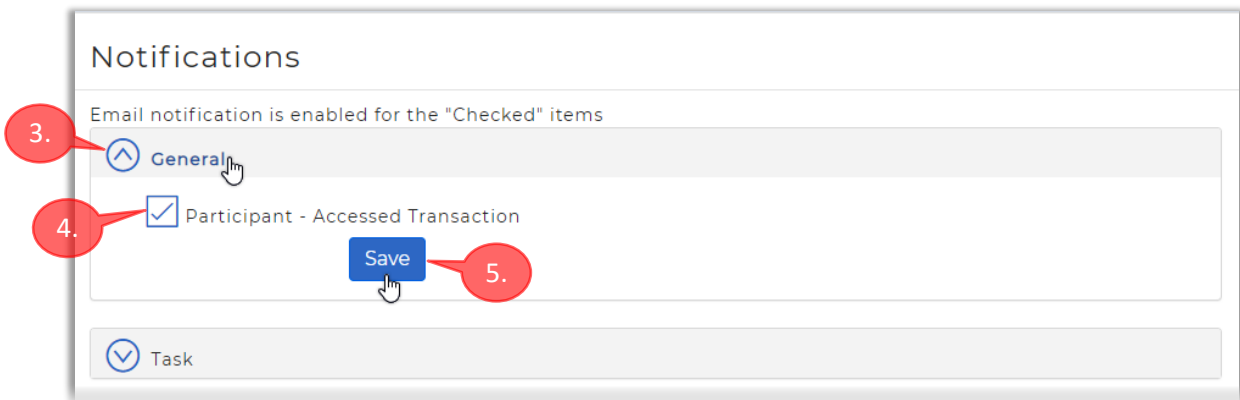 Notifications
Email notification is enabled for the "Checked" items
3.
General
4.
Participant - Accessed Transaction
Save
5.
Task